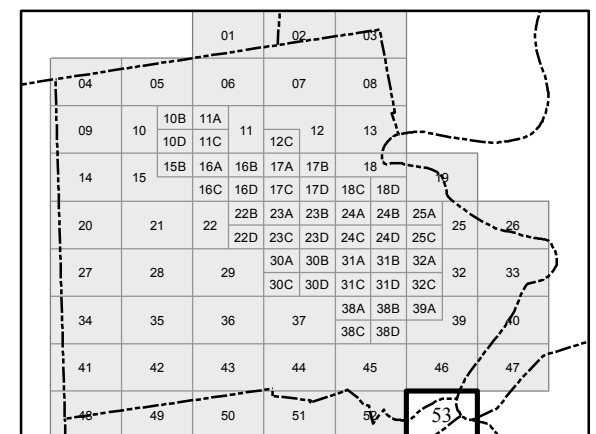 01 02 03
04 05 06 07 08
10B 11A
09 10 11 12 13
10D 11C 12C
15B 16A 16B 17A 17B 18
14 15 19
16C 16D 17C 17D 18C 18D
22B 23A 23B 24A 24B 25A
20 21 22 25 26
22D 23C 23D 24C 24D 25C
30A 30B 31A 31B 32A
27 28 29 32 33
30C 30D 31C 31D 32C
38A 38B 39A
34 35 36 37 39 40
38C 38D
41 42 43 44 45 46 47
48 49 50 51 52 53